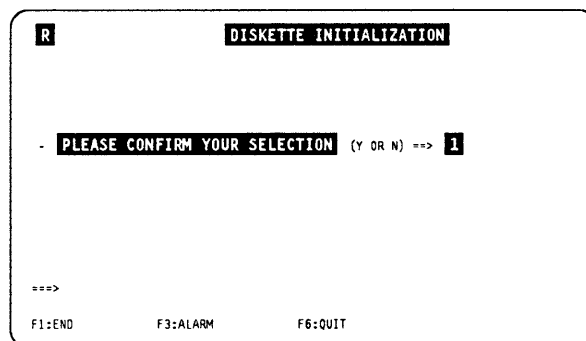 R DISKETTE INITIALIZATION
- PLEASE CONFIRM YOUR SELECTION (Y OR N) ==> 1
===>
F1:END F3:ALARM F6:QUIT